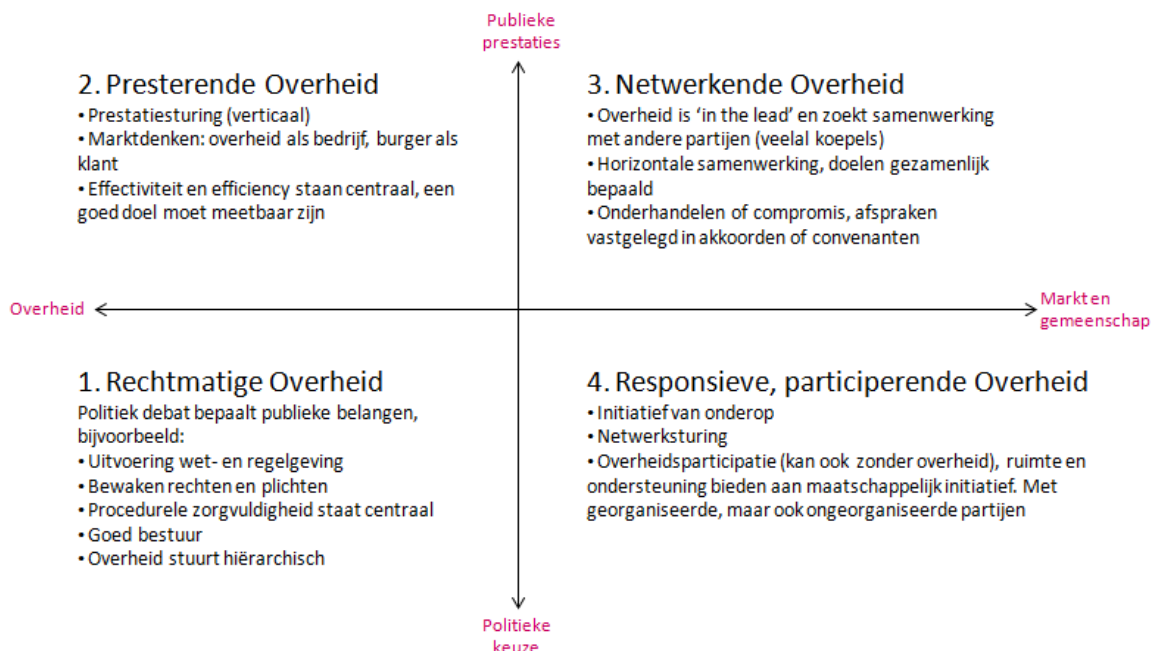 Publieke
prestaties
2. Presterende Overheid
• Prestatiesturing (verticaal)
• Marktdenken: overheid als bedrijf, burger als
klant
• Effectiviteit en efficiency staan centraal, een
goed doel moet meetbaar zijn
3. Netwerkende Overheid
• Overheid is ‘in the lead’ en zoekt samenwerking
met andere partijen (veelal koepels)
• Horizontale samenwerking, doelen gezamenlijk
bepaald
• Onderhandelen of compromis, afspraken
vastgelegd in akkoorden of convenanten
Overheid
Markt en
gemeenschap
1. Rechtmatige Overheid
Politiek debat bepaalt publieke belangen,
bijvoorbeeld:
• Uitvoering wet- en regelgeving
• Bewaken rechten en plichten
• Procedurele zorgvuldigheid staat centraal
• Goed bestuur
• Overheid stuurt hiërarchisch
4. Responsieve, participerende Overheid
• Initiatief van onderop
• Netwerksturing
• Overheidsparticipatie (kan ook zonder overheid), ruimte en
ondersteuning bieden aan maatschappelijk initiatief. Met
georganiseerde, maar ook ongeorganiseerde partijen
Politieke
keuze